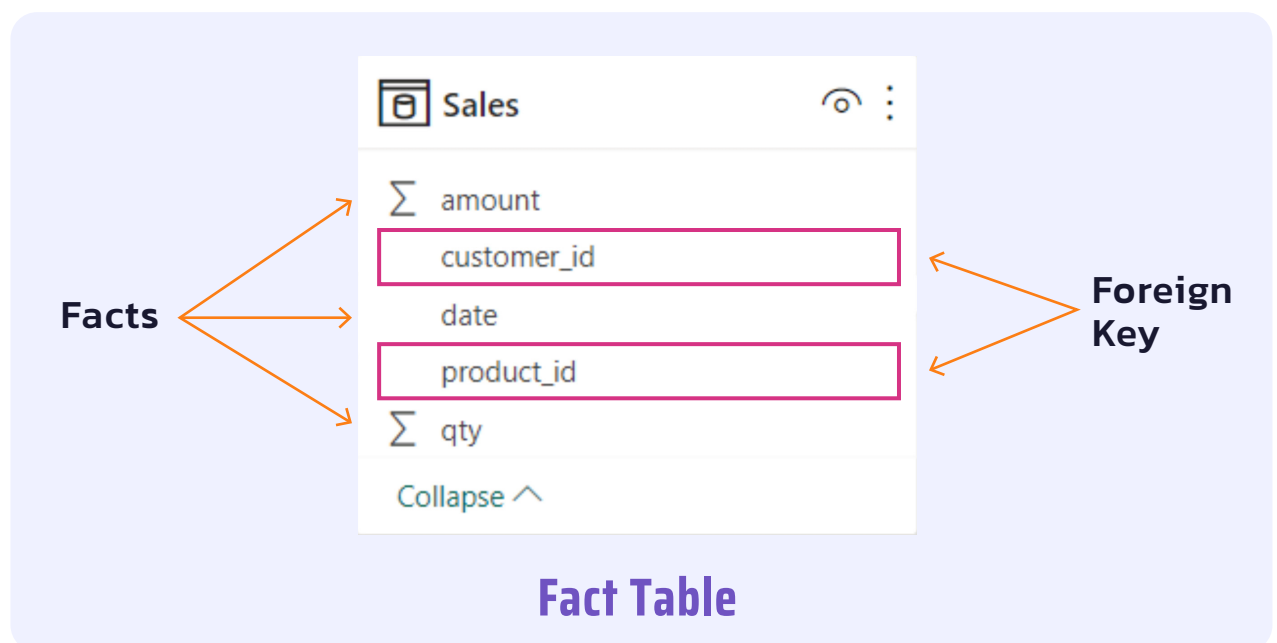 Sales
amount
customer_id
Facts
date
Foreign
Key
product_id
qty
Collapse
Fact Table